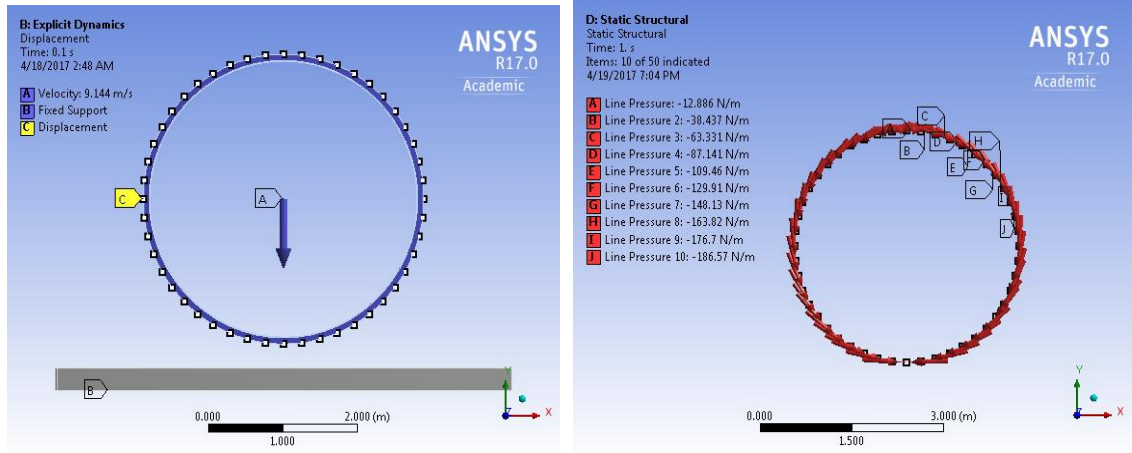 B: Explicit Dynamics
Displacement
Time: 0.1 s
4/18/2017 2:48 AM
A Velocity: 9.144 m/s
B Fixed Support
C Displacement
ANSYS
R17.0
Academic
C
A
B
Y
X
Z
0.000
2.000 (m)
1.000
D: Static Structural
Static Structural
Time: 1. s
Items: 10 of 50 indicated
4/19/2017 7:04 PM
A Line Pressure: -12.886 N/m
B Line Pressure 2: -38.437 N/m
C Line Pressure 3: -63.331 N/m
D Line Pressure 4: -87.141 N/m
E Line Pressure 5: -109.46 N/m
F Line Pressure 6: -129.91 N/m
G Line Pressure 7: -148.13 N/m
H Line Pressure 8: -163.82 N/m
I Line Pressure 9: -176.7 N/m
J Line Pressure 10: -186.57 N/m
ANSYS
R17.0
Academic
C
A
B
D
H
F
E
G
I
J
Y
X
Z
0.000
3.000 (m)
1.500